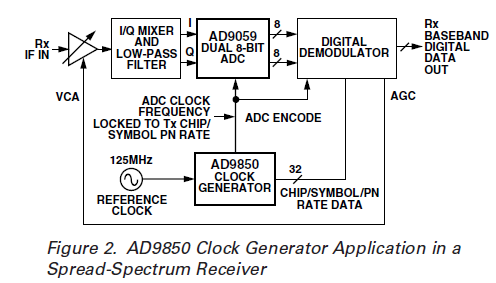 Rx
IF IN
VCA
I/Q MIXER
AND
LOW-PASS
FILTER
I
Q
AD9059
DUAL 8-BIT
ADC
8
8
DIGITAL
DEMODULATOR
Rx
BASEBAND
DIGITAL
DATA
OUT
AGC
ADC CLOCK
FREQUENCY
LOCKED TO Tx CHIP/
SYMBOL PN RATE
ADC ENCODE
125MHz
REFERENCE
CLOCK
AD9850
CLOCK
GENERATOR
32
CHIP/SYMBOL/PN
RATE DATA
Figure 2. AD9850 Clock Generator Application in a
Spread-Spectrum Receiver